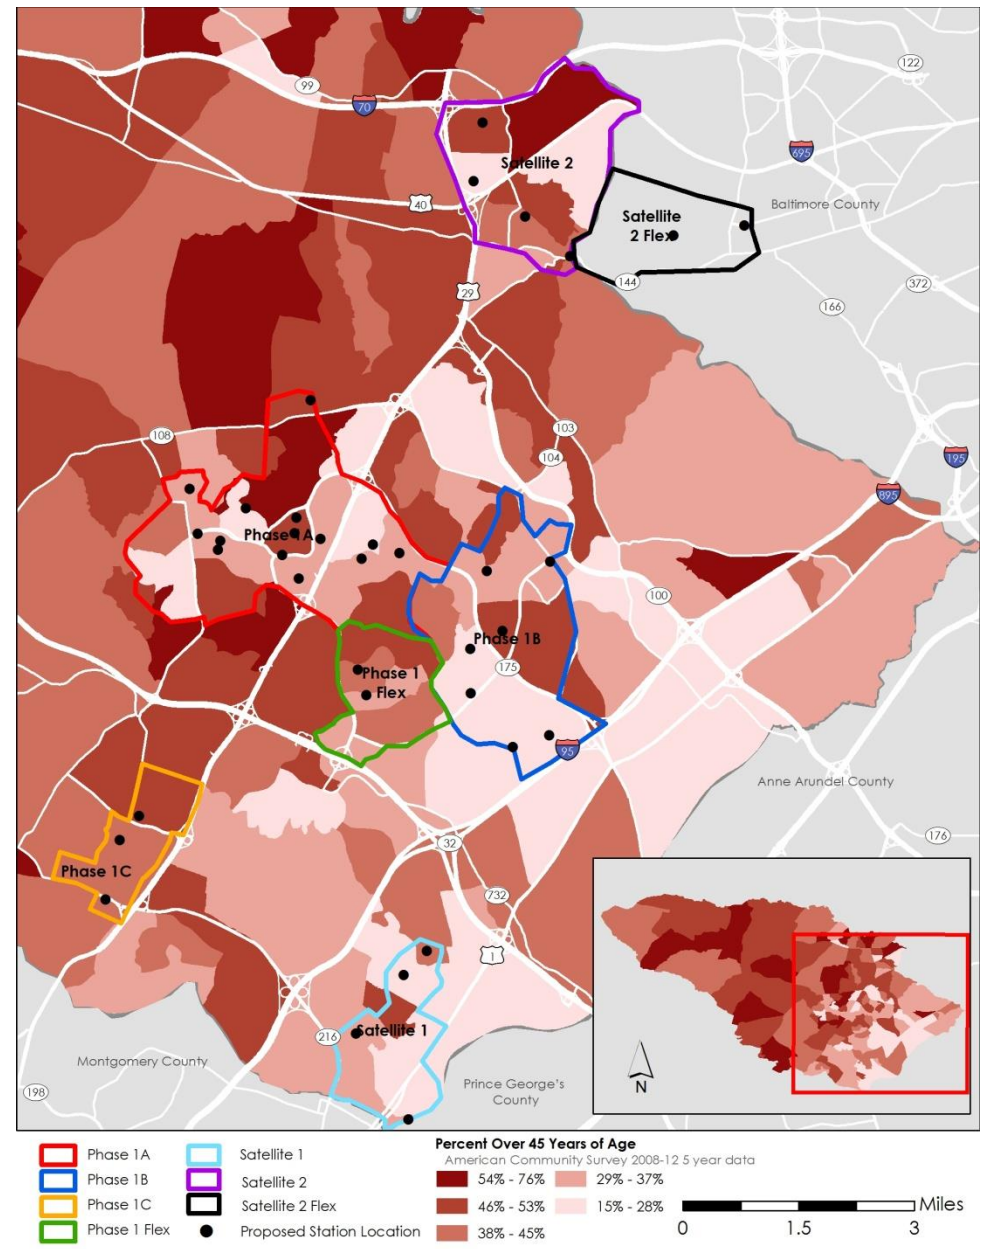 99
122
70
695
Satellite 2
40
Baltimore County
Satellite
2 Flex
144
29
372
166
108
103
104
195
895
Phase 1A
100
Phase 1B
175
Phase 1
Flex
95
Anne Arundel County
32
176
Phase 1C
732
1
216
Satellite 1
Montgomery County
198
Prince George's
County
N
Phase 1A
Phase 1B
Phase 1C
Phase 1 Flex
Satellite 1
Satellite 2
Satellite 2 Flex
Proposed Station Location
Percent Over 45 Years of Age
American Community Survey 2008-12 5 year data
54% - 76%
46% - 53%
38% - 45%
29% - 37%
15% - 28%
Miles
0 1.5 3